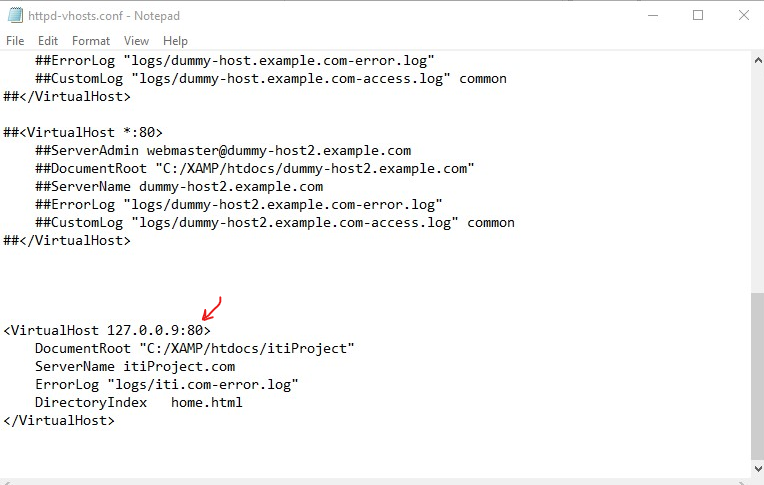 httpd-vhosts.conf - Notepad
File Edit Format View Help
##ErrorLog "logs/dummy-host.example.com-error.log"
##CustomLog "logs/dummy-host.example.com-access.log" common
##</VirtualHost>
##<VirtualHost *:80>
##ServerAdmin webmaster@dummy-host2.example.com
##DocumentRoot "C:/XAMP/htdocs/dummy-host2.example.com"
##ServerName dummy-host2.example.com
##ErrorLog "logs/dummy-host2.example.com-error.log"
##CustomLog "logs/dummy-host2.example.com-access.log" common
##</VirtualHost>
<VirtualHost 127.0.0.9:80>
DocumentRoot "C:/XAMP/htdocs/itiProject"
ServerName itiProject.com
ErrorLog "logs/iti.com-error.log"
DirectoryIndex   home.html
</VirtualHost>